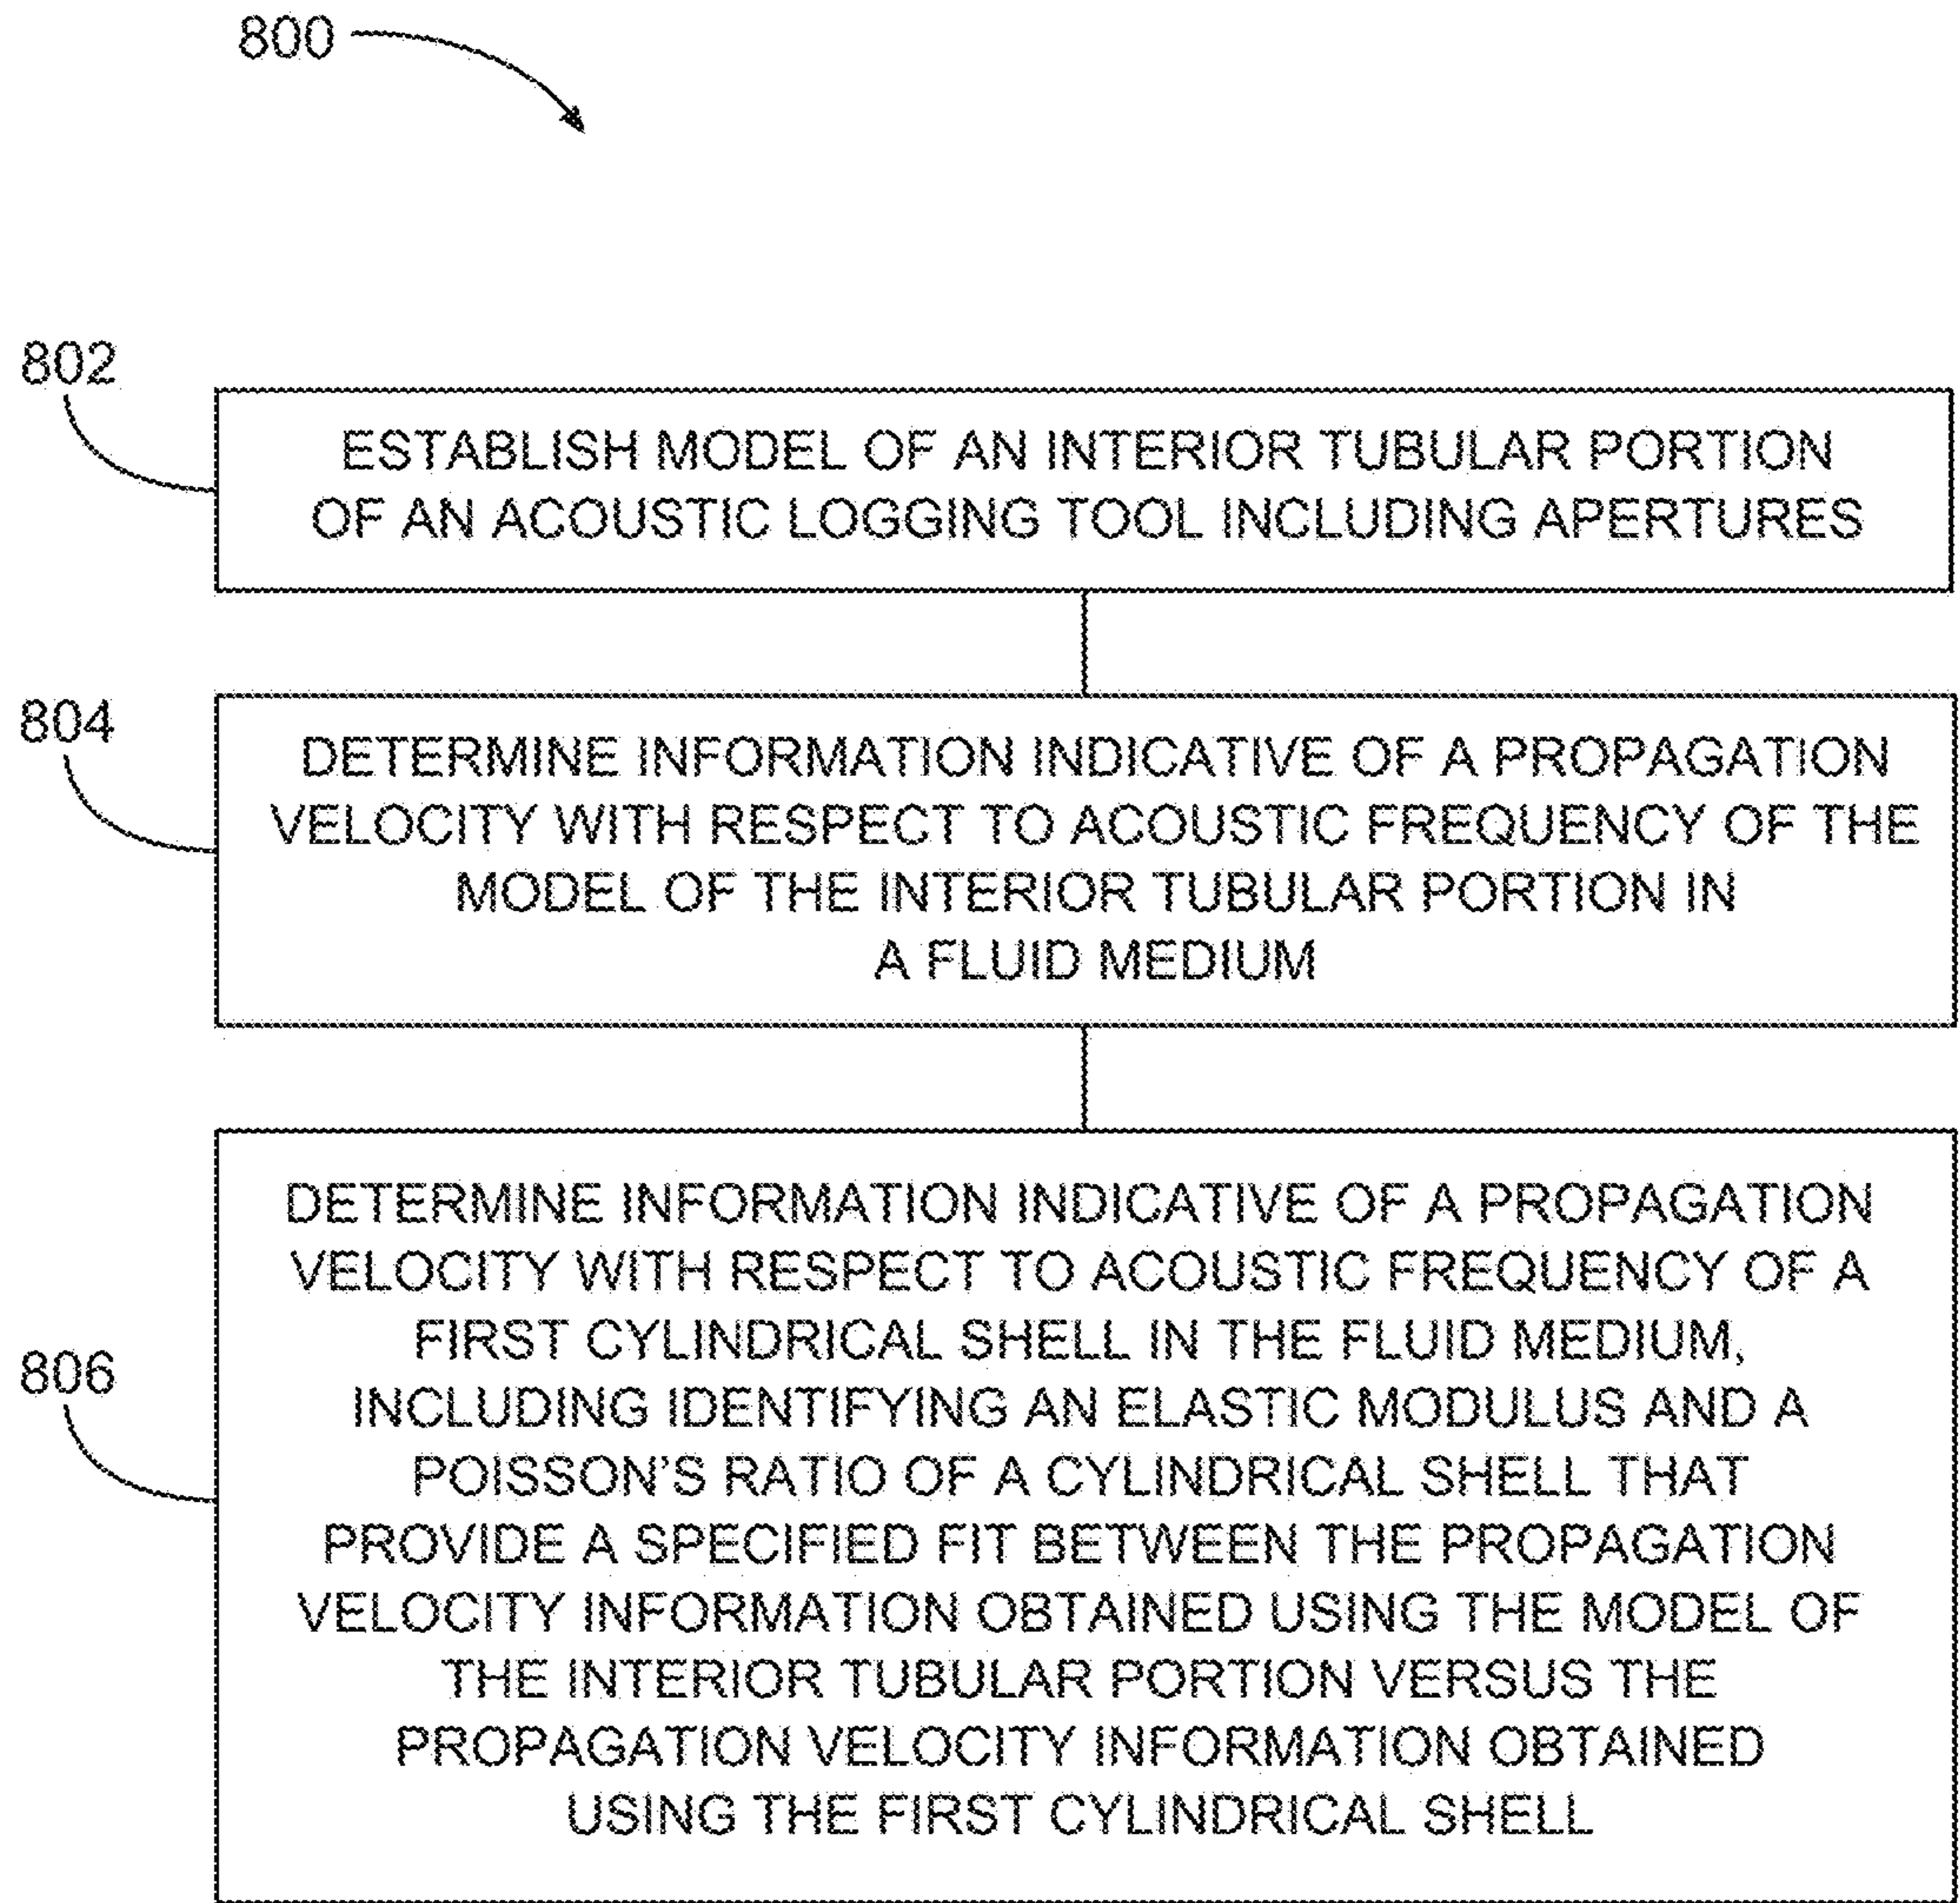 800
802
ESTABLISH MODEL OF AN INTERIOR TUBULAR PORTION
OF AN ACOUSTIC LOGGING TOOL INCLUDING APERTURES
804
DETERMINE INFORMATION INDICATIVE OF A PROPAGATION
VELOCITY WITH RESPECT TO ACOUSTIC FREQUENCY OF THE
MODEL OF THE INTERIOR TUBULAR PORTION IN
A FLUID MEDIUM
806
DETERMINE INFORMATION INDICATIVE OF A PROPAGATION
VELOCITY WITH RESPECT TO ACOUSTIC FREQUENCY OF A
FIRST CYLINDRICAL SHELL IN THE FLUID MEDIUM,
INCLUDING IDENTIFYING AN ELASTIC MODULUS AND A
POISSON'S RATIO OF A CYLINDRICAL SHELL THAT
PROVIDE A SPECIFIED FIT BETWEEN THE PROPAGATION
VELOCITY INFORMATION OBTAINED USING THE MODEL OF
THE INTERIOR TUBULAR PORTION VERSUS THE
PROPAGATION VELOCITY INFORMATION OBTAINED
USING THE FIRST CYLINDRICAL SHELL